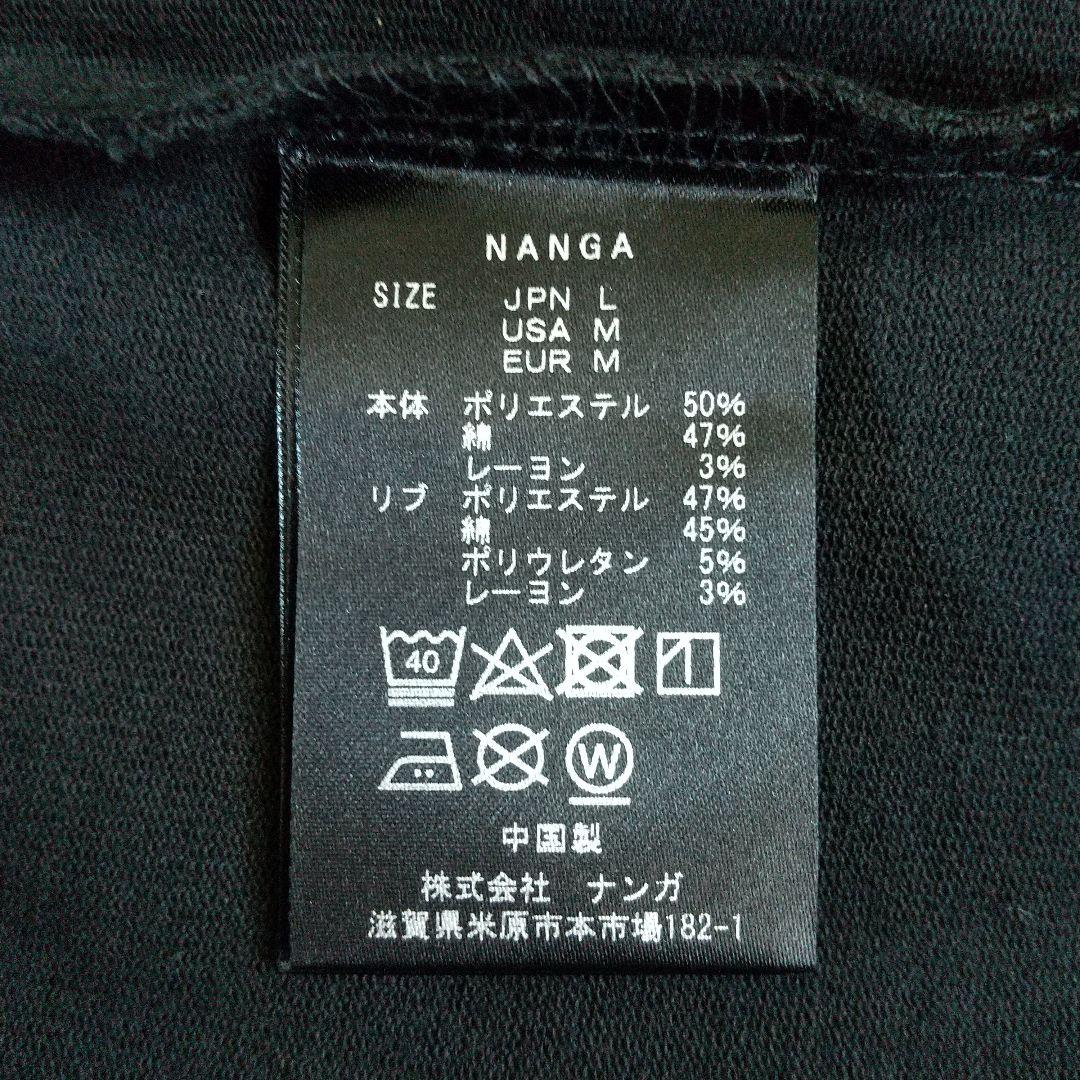 NANGA
SIZE JPN L
USA M
EUR M
本体 ポリエステル 50%
綿 47%
レーヨン 3%
リブ ポリエステル 47%
綿 45%
ポリウレタン 5%
レーヨン 3%
40
W
中国製
株式会社 ナンガ
滋賀県米原市本市場182-1